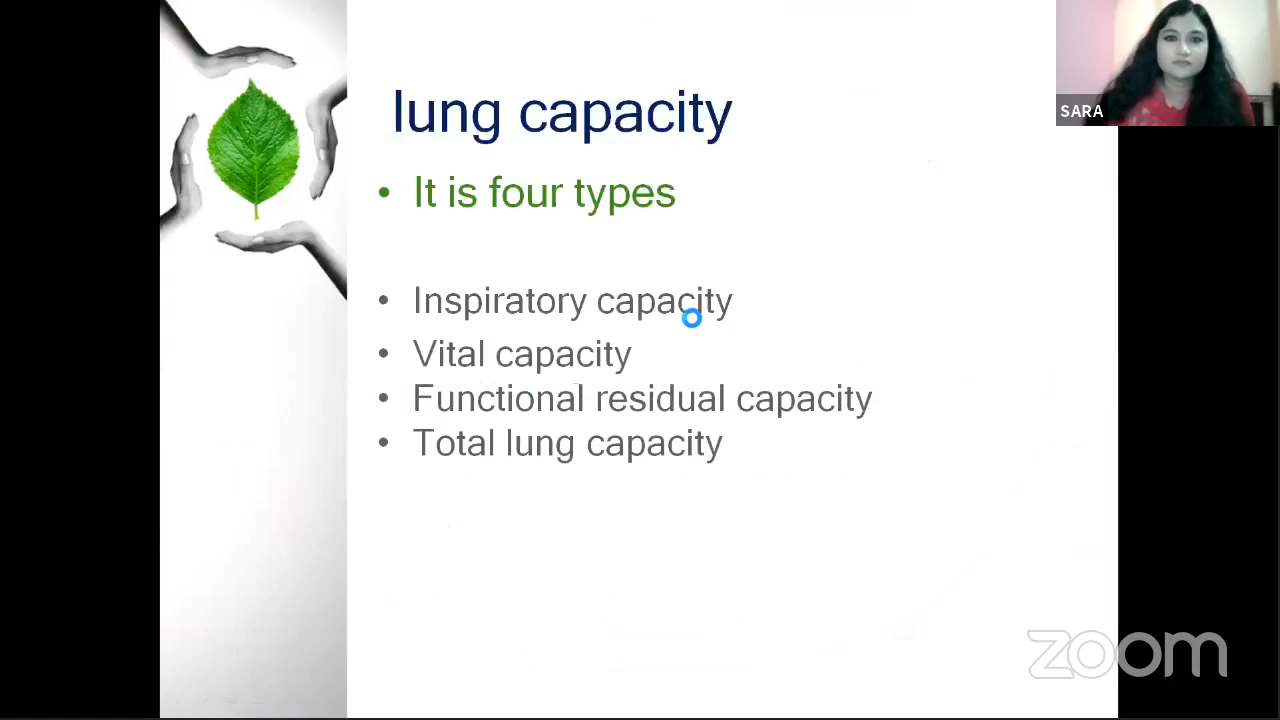 lung capacity
SARA
• It is four types
• Inspiratory capacity
• Vital capacity
• Functional residual capacity
• Total lung capacity
zoom